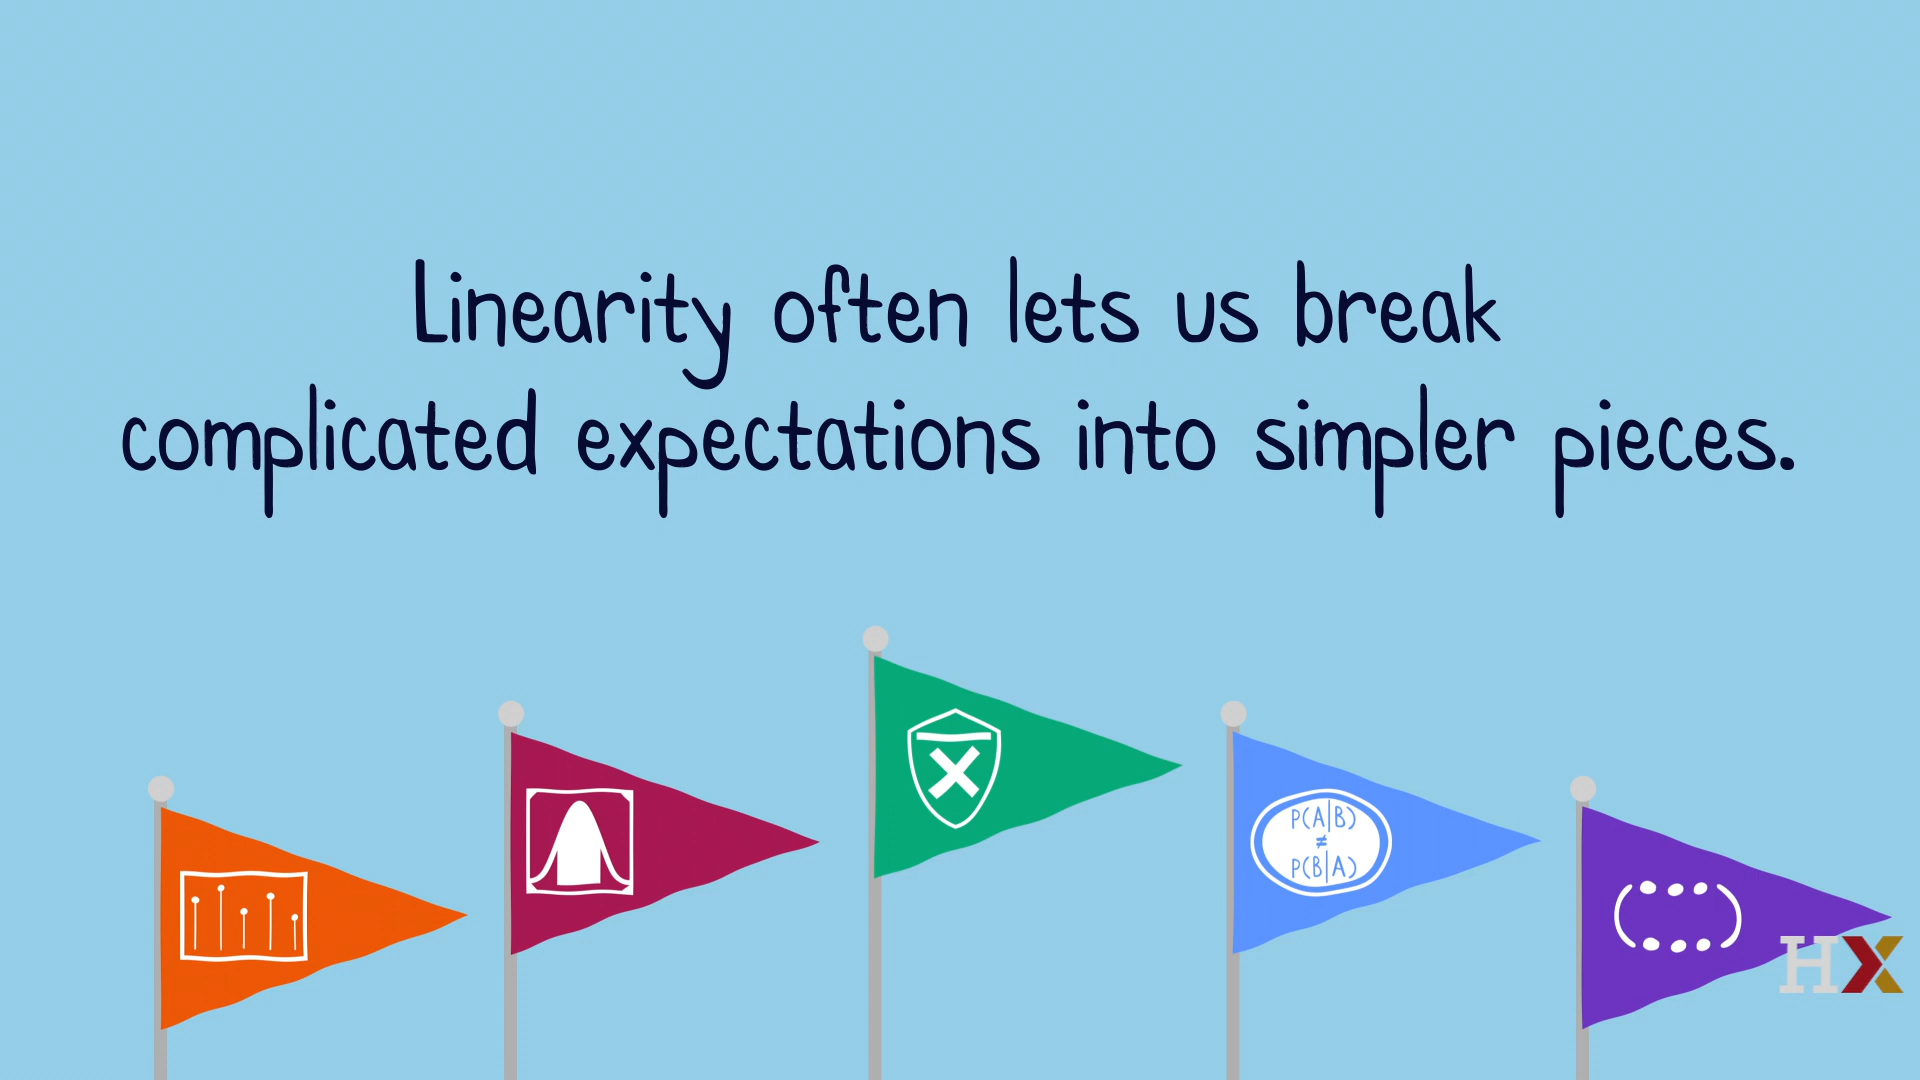 Linearity often lets us break
complicated expectations into simpler pieces.
P(A|B)
≠
P(B|A)
HX